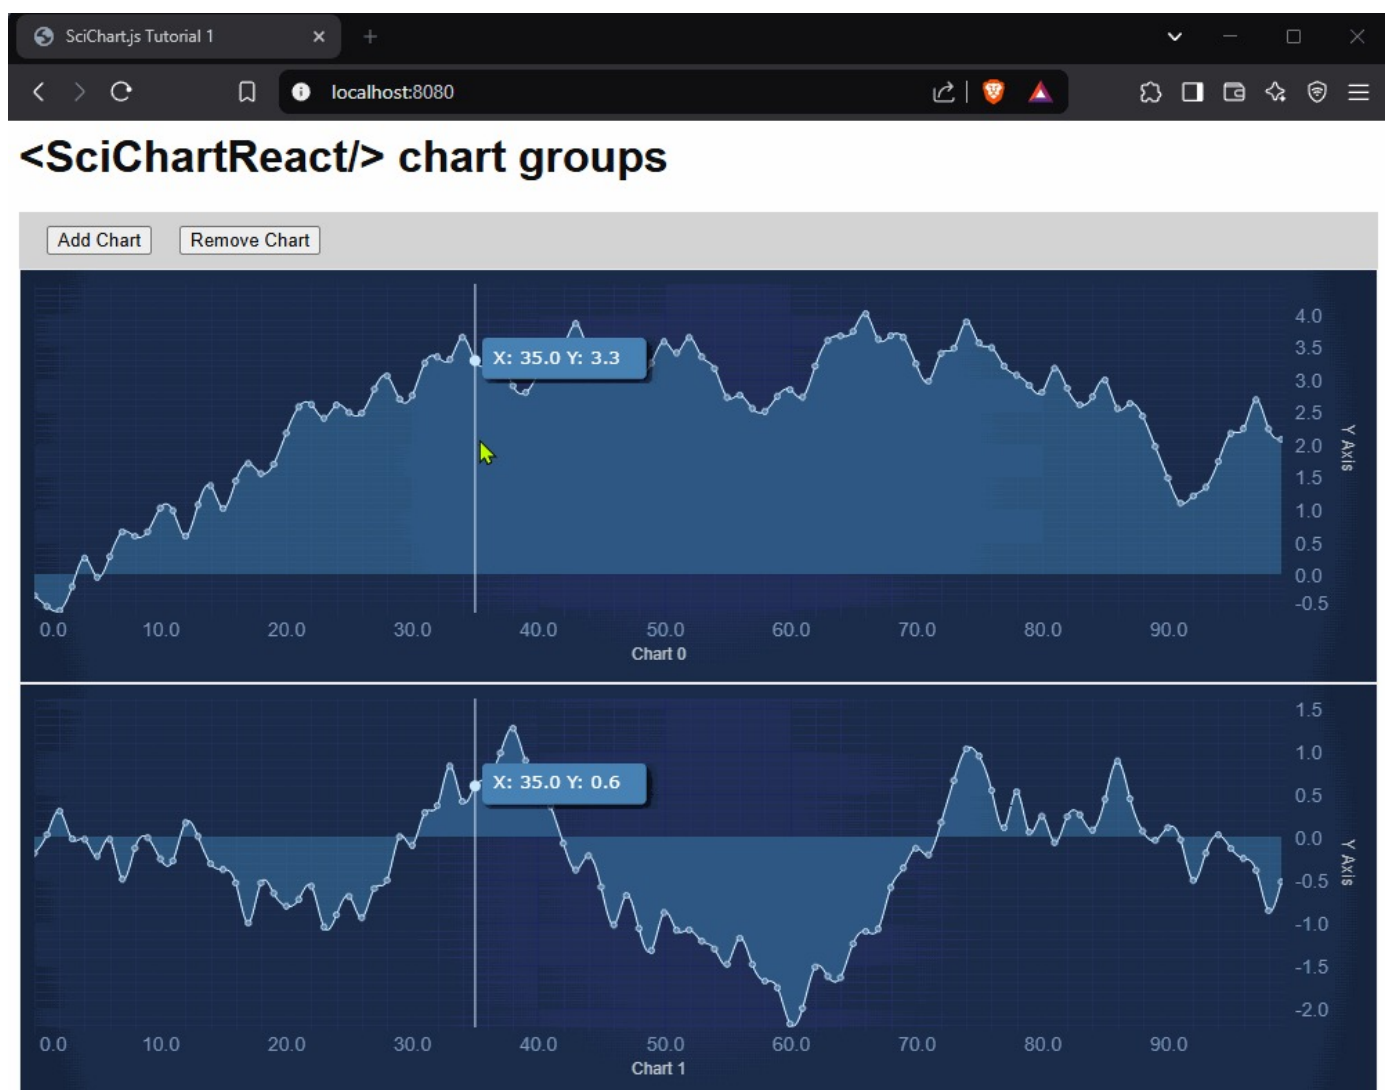 SciChart.js Tutorial 1
localhost:8080
<SciChartReact/> chart groups
Add Chart Remove Chart
4.0
3.5
X: 35.0 Y: 3.3
3.0
2.5
2.0
Y Axis
1.5
1.0
0.5
0.0
-0.5
0.0 10.0 20.0 30.0 40.0 50.0 60.0 70.0 80.0 90.0
Chart 0
1.5
1.0
X: 35.0 Y: 0.6
0.5
0.0
Y Axis
-0.5
-1.0
-1.5
-2.0
0.0 10.0 20.0 30.0 40.0 50.0 60.0 70.0 80.0 90.0
Chart 1